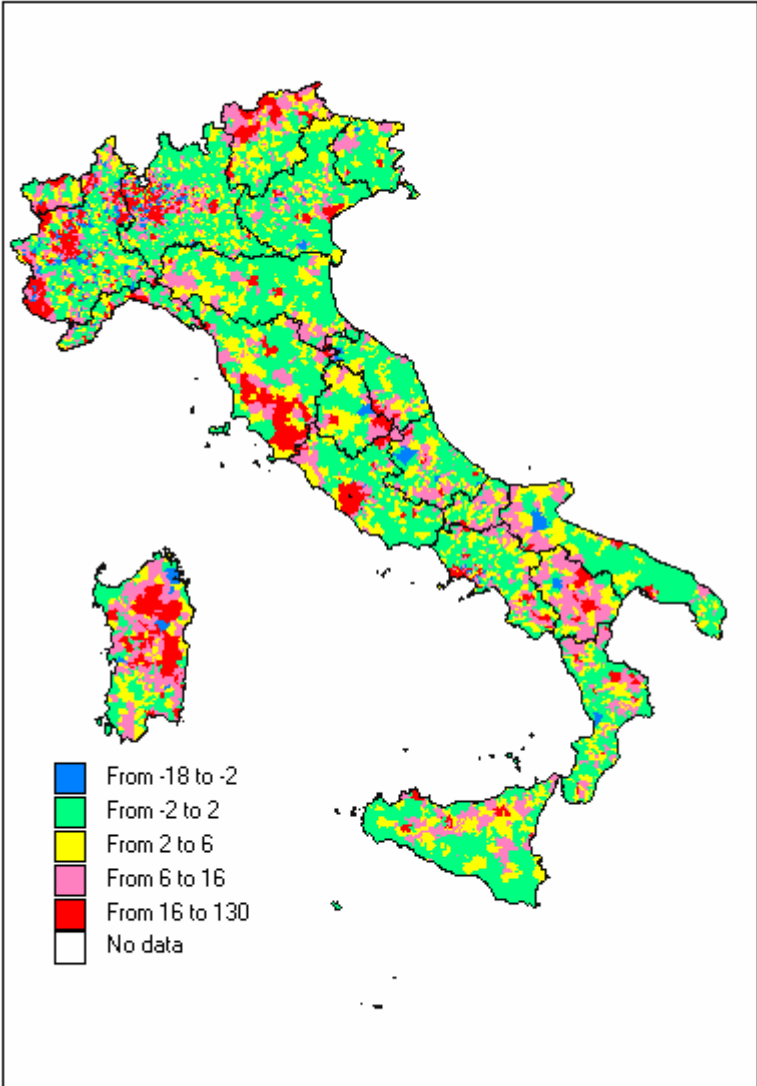 From -18 to -2
From -2 to 2
From 2 to 6
From 6 to 16
From 16 to 130
No data